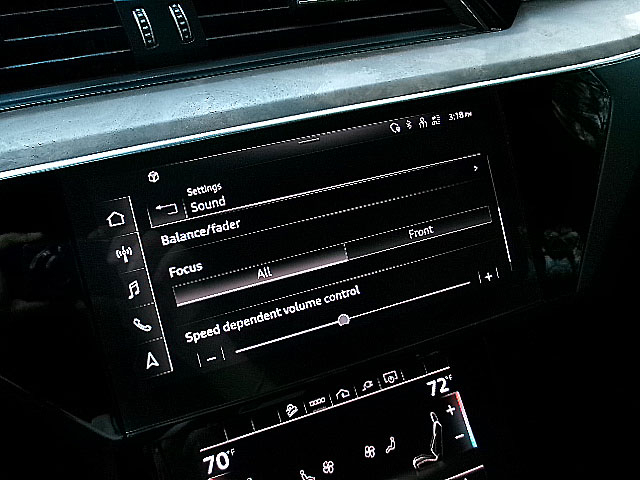 3:18 PM
Settings
Sound
Balance/fader
Focus
All
Front
Speed dependent volume control
− +
72°F
70°F
+
−